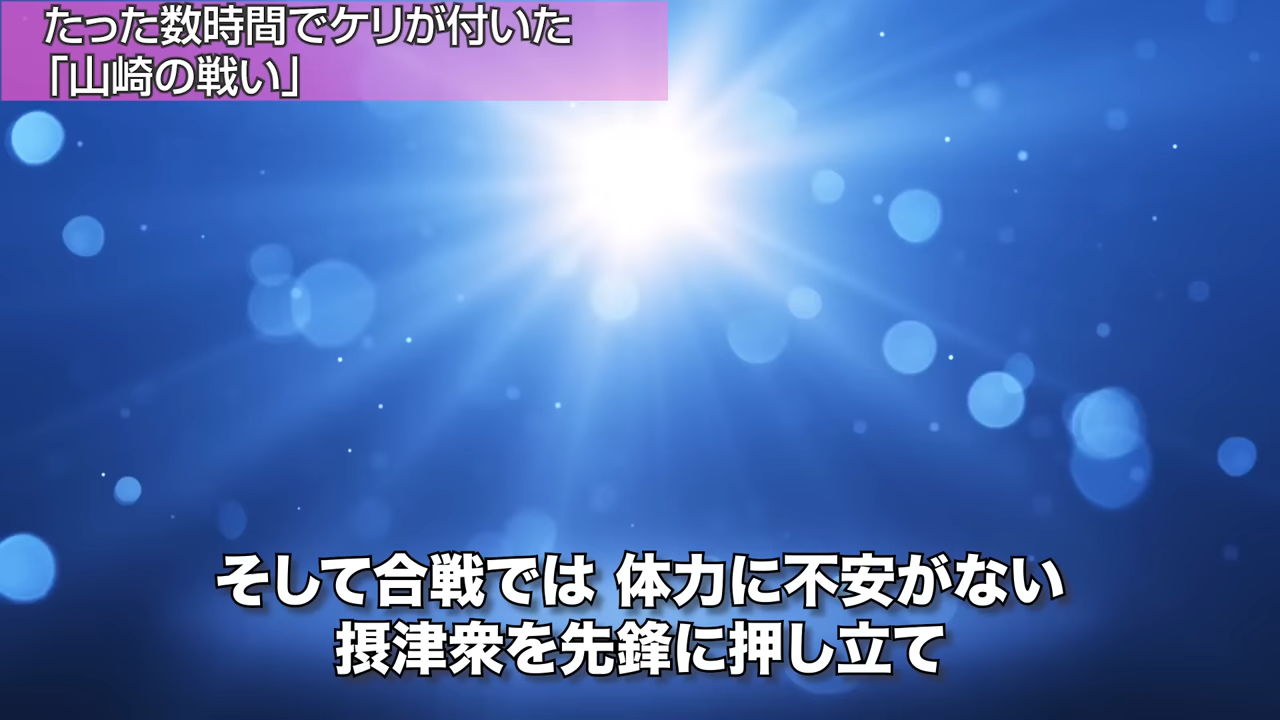 たった数時間でケリが付いた
「山崎の戦い」
そして合戦では 体力に不安がない
摂津衆を先鋒に押し立て